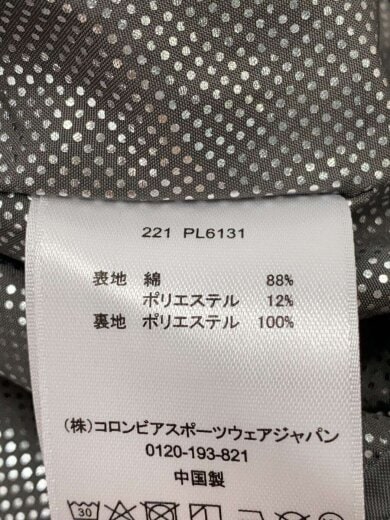 221 PL6131
表地 綿 88%
ポリエステル 12%
裏地 ポリエステル 100%
(株)コロンビアスポーツウェアジャパン
0120-193-821
中国製
30